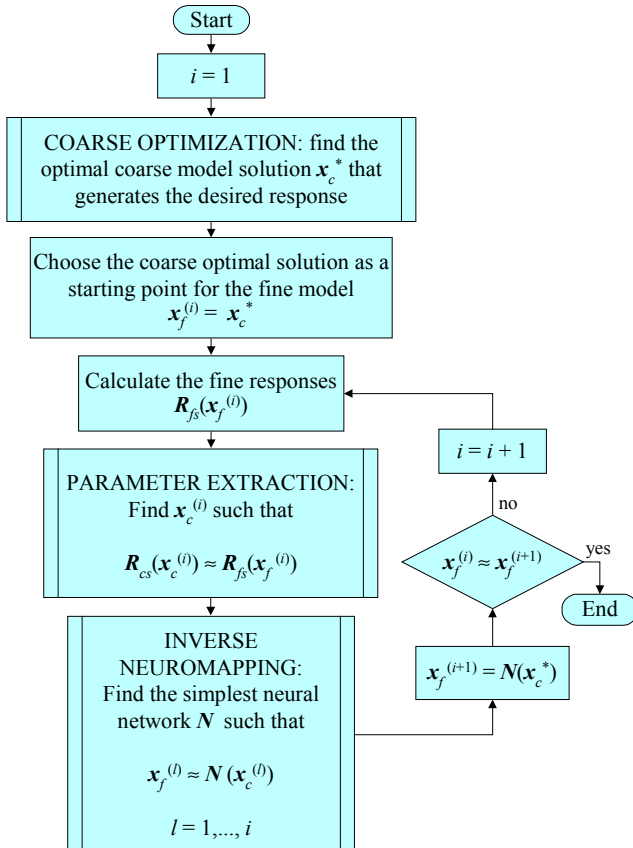 Start
i = 1
COARSE OPTIMIZATION: find the
optimal coarse model solution x_c^* that
generates the desired response
Choose the coarse optimal solution as a
starting point for the fine model
x_f^(i) = x_c^*
Calculate the fine responses
R_fs(x_f^(i))
PARAMETER EXTRACTION:
Find x_c^(i) such that
R_cs(x_c^(i)) ≈ R_fs(x_f^(i))
INVERSE
NEUROMAPPING:
Find the simplest neural
network N such that
x_f^(l) ≈ N (x_c^(l))
l = 1,..., i
x_f^(i+1) = N(x_c^*)
x_f^(i) ≈ x_f^(i+1)
no
yes
i = i + 1
End